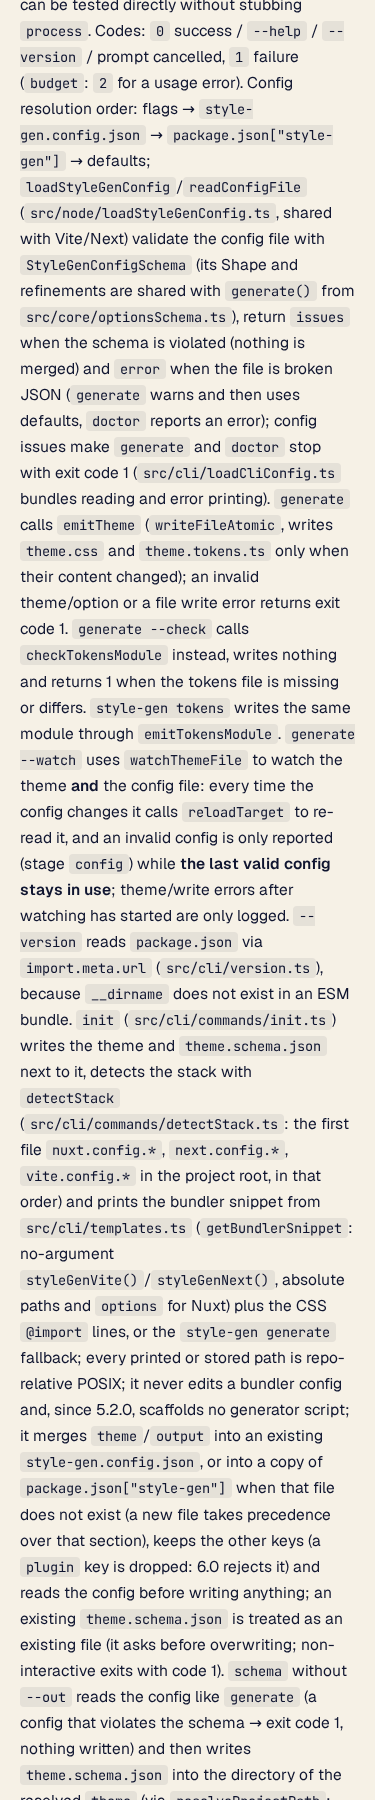 can be tested directly without stubbing
process. Codes: 0 success / --help / --
version / prompt cancelled, 1 failure
(budget: 2 for a usage error). Config
resolution order: flags → style-
gen.config.json → package.json["style-
gen"] → defaults;
loadStyleGenConfig/readConfigFile
(src/node/loadStyleGenConfig.ts, shared
with Vite/Next) validate the config file with
StyleGenConfigSchema (its Shape and
refinements are shared with generate() from
src/core/optionsSchema.ts), return issues
when the schema is violated (nothing is
merged) and error when the file is broken
JSON (generate warns and then uses
defaults, doctor reports an error); config
issues make generate and doctor stop
with exit code 1 (src/cli/loadCliConfig.ts
bundles reading and error printing). generate
calls emitTheme (writeFileAtomic, writes
theme.css and theme.tokens.ts only when
their content changed); an invalid
theme/option or a file write error returns exit
code 1. generate --check calls
checkTokensModule instead, writes nothing
and returns 1 when the tokens file is missing
or differs. style-gen tokens writes the same
module through emitTokensModule. generate
--watch uses watchThemeFile to watch the
theme and the config file: every time the
config changes it calls reloadTarget to re-
read it, and an invalid config is only reported
(stage config) while the last valid config
stays in use; theme/write errors after
watching has started are only logged. --
version reads package.json via
import.meta.url (src/cli/version.ts),
because __dirname does not exist in an ESM
bundle. init (src/cli/commands/init.ts)
writes the theme and theme.schema.json
next to it, detects the stack with
detectStack
(src/cli/commands/detectStack.ts: the first
file nuxt.config.*, next.config.*,
vite.config.* in the project root, in that
order) and prints the bundler snippet from
src/cli/templates.ts (getBundlerSnippet:
no-argument
styleGenVite()/styleGenNext(), absolute
paths and options for Nuxt) plus the CSS
@import lines, or the style-gen generate
fallback; every printed or stored path is repo-
relative POSIX; it never edits a bundler config
and, since 5.2.0, scaffolds no generator script;
it merges theme/output into an existing
style-gen.config.json, or into a copy of
package.json["style-gen"] when that file
does not exist (a new file takes precedence
over that section), keeps the other keys (a
plugin key is dropped: 6.0 rejects it) and
reads the config before writing anything; an
existing theme.schema.json is treated as an
existing file (it asks before overwriting; non-
interactive exits with code 1). schema without
--out reads the config like generate (a
config that violates the schema → exit code 1,
nothing written) and then writes
theme.schema.json into the directory of the
resolved theme (via resolveProjectPath;